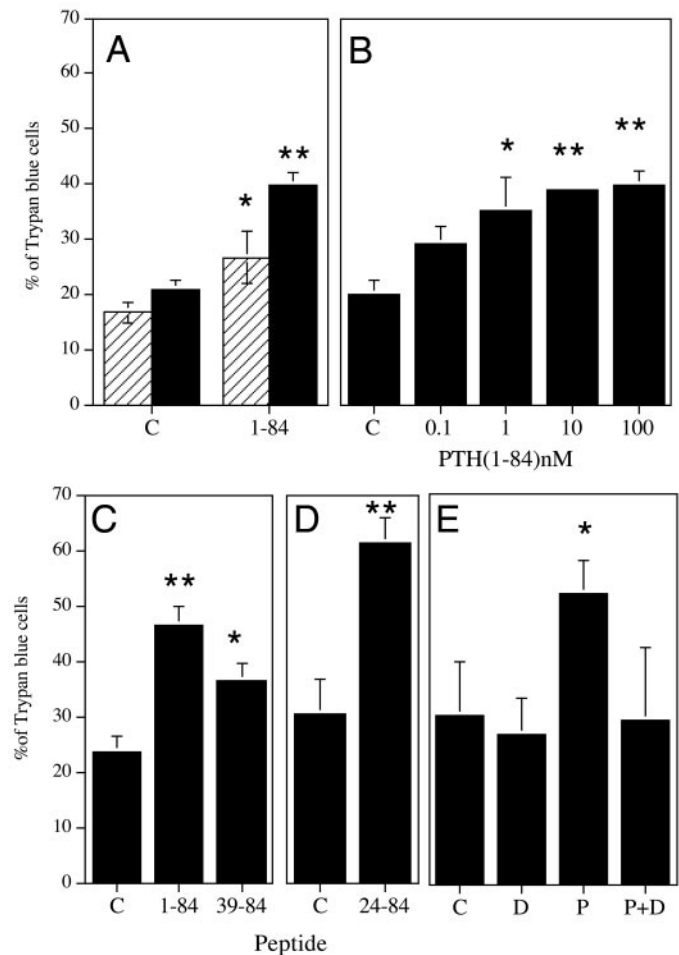 A
B
% of Trypan blue cells
70
60
50
40
30
20
10
0
*
**
*
**
**
C 1-84
C 0.1 1 10 100
PTH(1-84)nM
C
D
E
%of Trypan blue cells
70
60
50
40
30
20
10
0
**
*
**
*
C 1-84 39-84
C 24-84
C D P P+D
Peptide